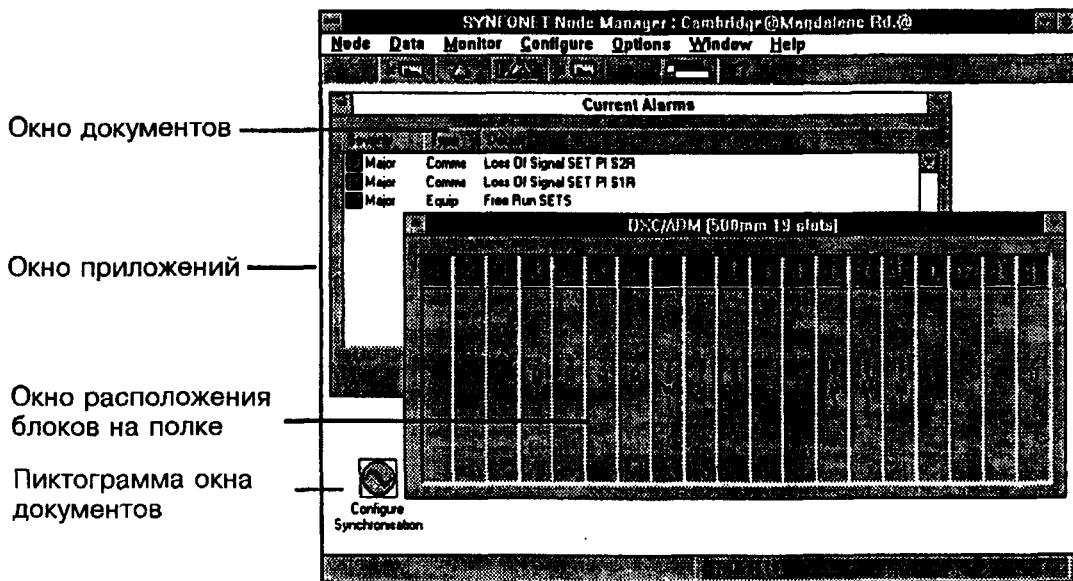 SYNFONET Node Manager : Cambridge@Magdalene Rd.@
Node Data Monitor Configure Options Window Help
Current Alarms
Окно документов
Major Comms Loss Of Signal SET PI S2R
Major Comms Loss Of Signal SET PI S1R
Major Equip Free Run SETS
DXC/ADM [500mm 19 slots]
Окно приложений
Окно расположения
блоков на полке
Пиктограмма окна
документов
Configure
Synchronisation